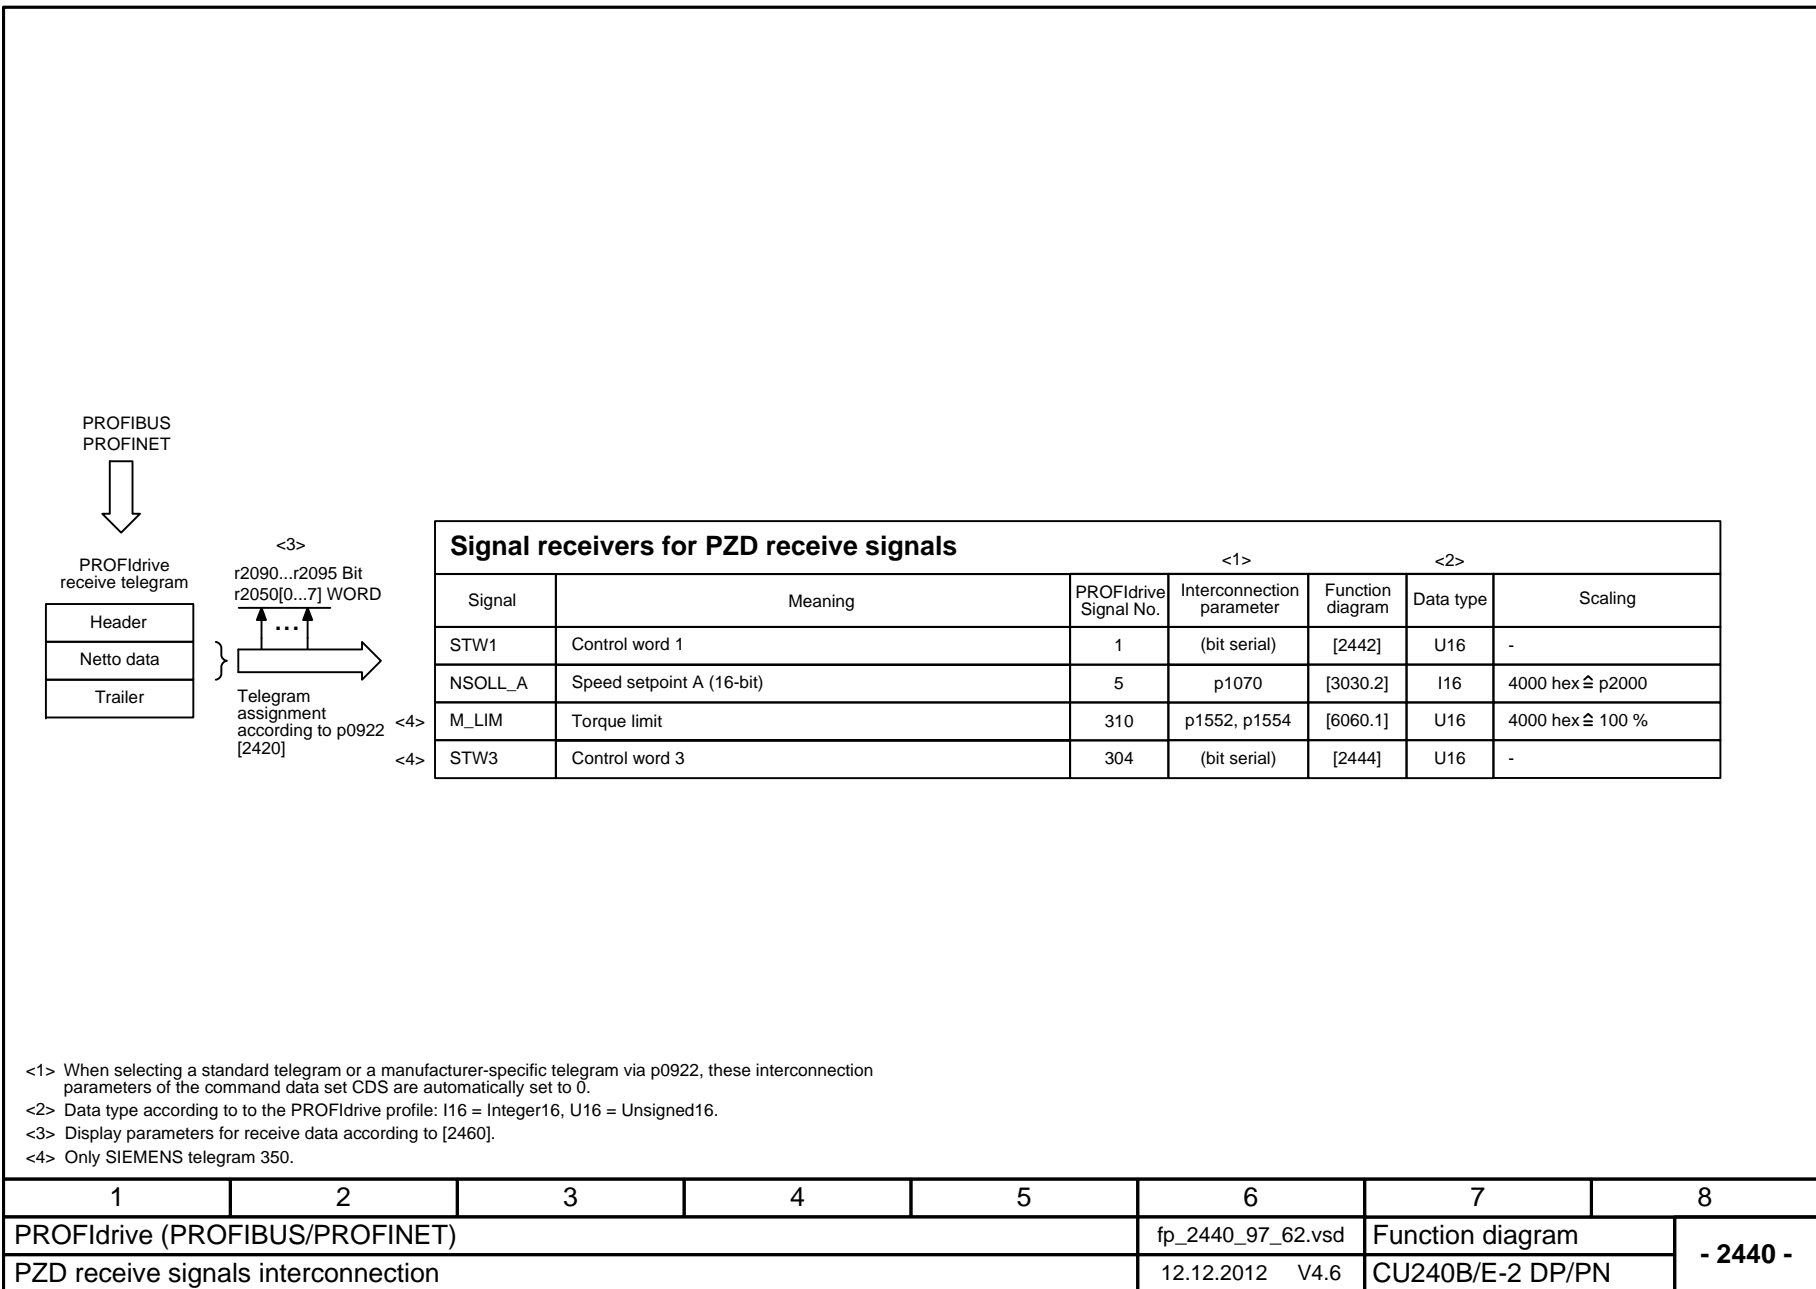 PROFIBUS
PROFINET
PROFIdrive
receive telegram
Header
Netto data
Trailer
<3>
r2090...r2095 Bit
r2050[0...7] WORD
...
Telegram
assignment
according to p0922
[2420]
Signal receivers for PZD receive signals <1> <2>
Signal Meaning PROFIdrive Signal No. Interconnection parameter Function diagram Data type Scaling
STW1 Control word 1 1 (bit serial) [2442] U16 -
NSOLL_A Speed setpoint A (16-bit) 5 p1070 [3030.2] I16 4000 hex ≙ p2000
<4> M_LIM Torque limit 310 p1552, p1554 [6060.1] U16 4000 hex ≙ 100 %
<4> STW3 Control word 3 304 (bit serial) [2444] U16 -
<1> When selecting a standard telegram or a manufacturer-specific telegram via p0922, these interconnection
parameters of the command data set CDS are automatically set to 0.
<2> Data type according to to the PROFIdrive profile: I16 = Integer16, U16 = Unsigned16.
<3> Display parameters for receive data according to [2460].
<4> Only SIEMENS telegram 350.
1 2 3 4 5 6 7 8
PROFIdrive (PROFIBUS/PROFINET) fp_2440_97_62.vsd Function diagram
- 2440 -
PZD receive signals interconnection 12.12.2012 V4.6 CU240B/E-2 DP/PN